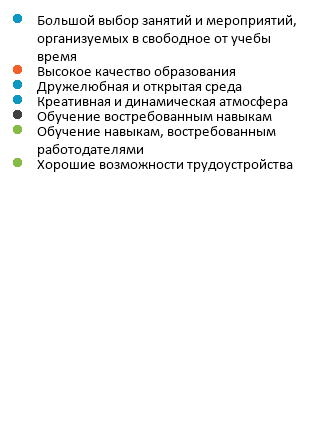 Большой выбор занятий и мероприятий,
организуемых в свободное от учебы
время
Высокое качество образования
Дружелюбная и открытая среда
Креативная и динамическая атмосфера
Обучение востребованным навыкам
Обучение навыкам, востребованным
работодателями
Хорошие возможности трудоустройства